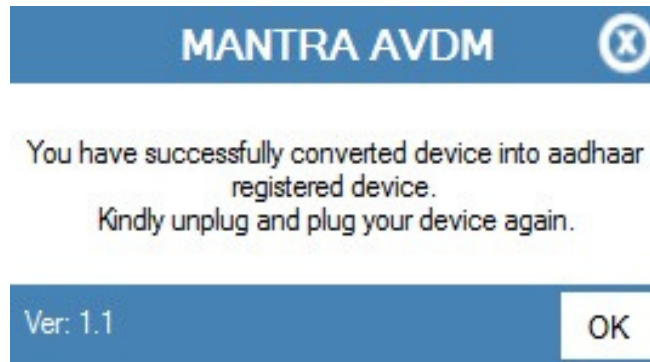 MANTRA AVDM
X
You have successfully converted device into aadhaar
registered device.
Kindly unplug and plug your device again.
Ver: 1.1
OK